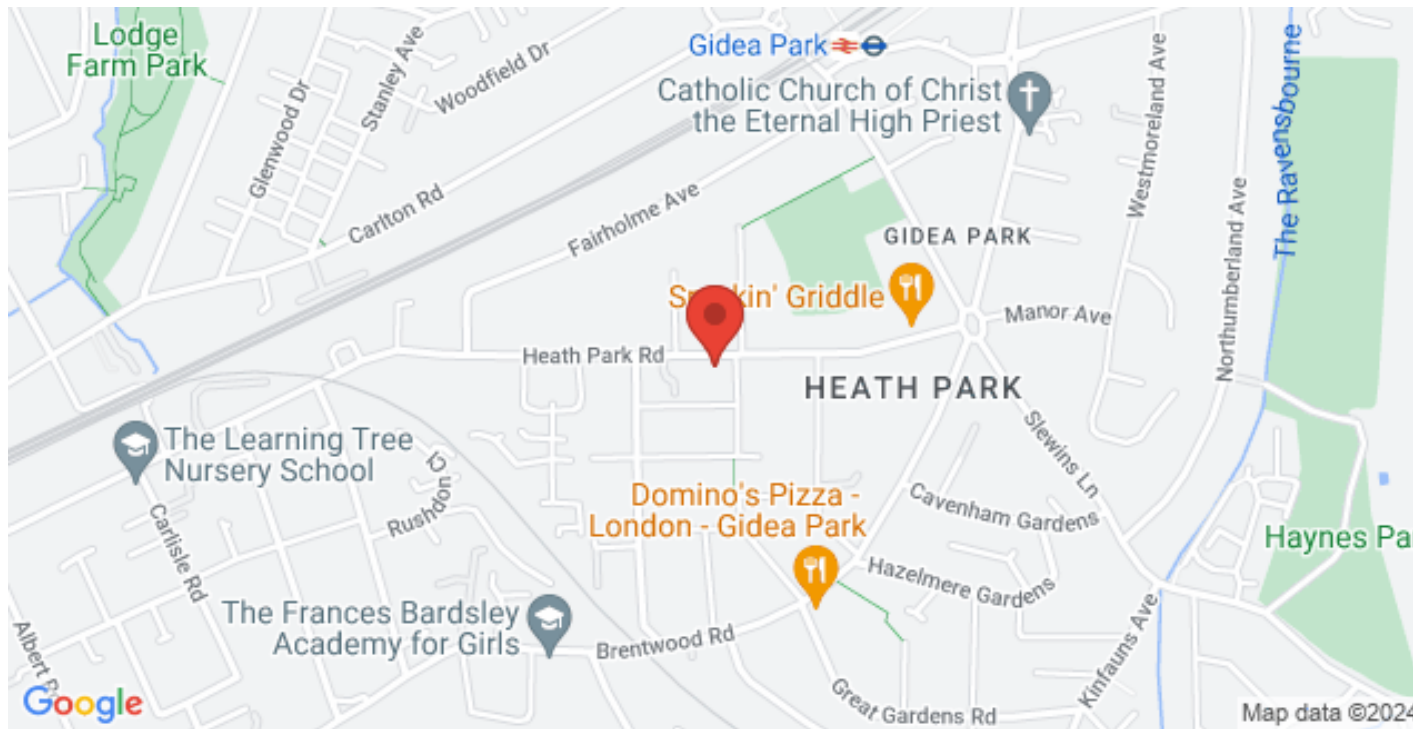 Lodge
Farm Park
Stanley Ave
Woodfield Dr
Glenwood Dr
Gidea Park
Catholic Church of Christ
the Eternal High Priest
Westmoreland Ave
The Ravensbourne
Carlton Rd
Fairholme Ave
GIDEA PARK
Northumberland Ave
Griddle
Manor Ave
Heath Park Rd
HEATH PARK
The Learning Tree
Nursery School
Slewins Ln
Rushdon Ct
Domino's Pizza -
London - Gidea Park
Cavenham Gardens
Carlisle Rd
Haynes Pa
Hazelmere Gardens
The Frances Bardsley
Academy for Girls
Brentwood Rd
Kinfauns Ave
Albert
Great Gardens Rd
Google
Map data ©2024